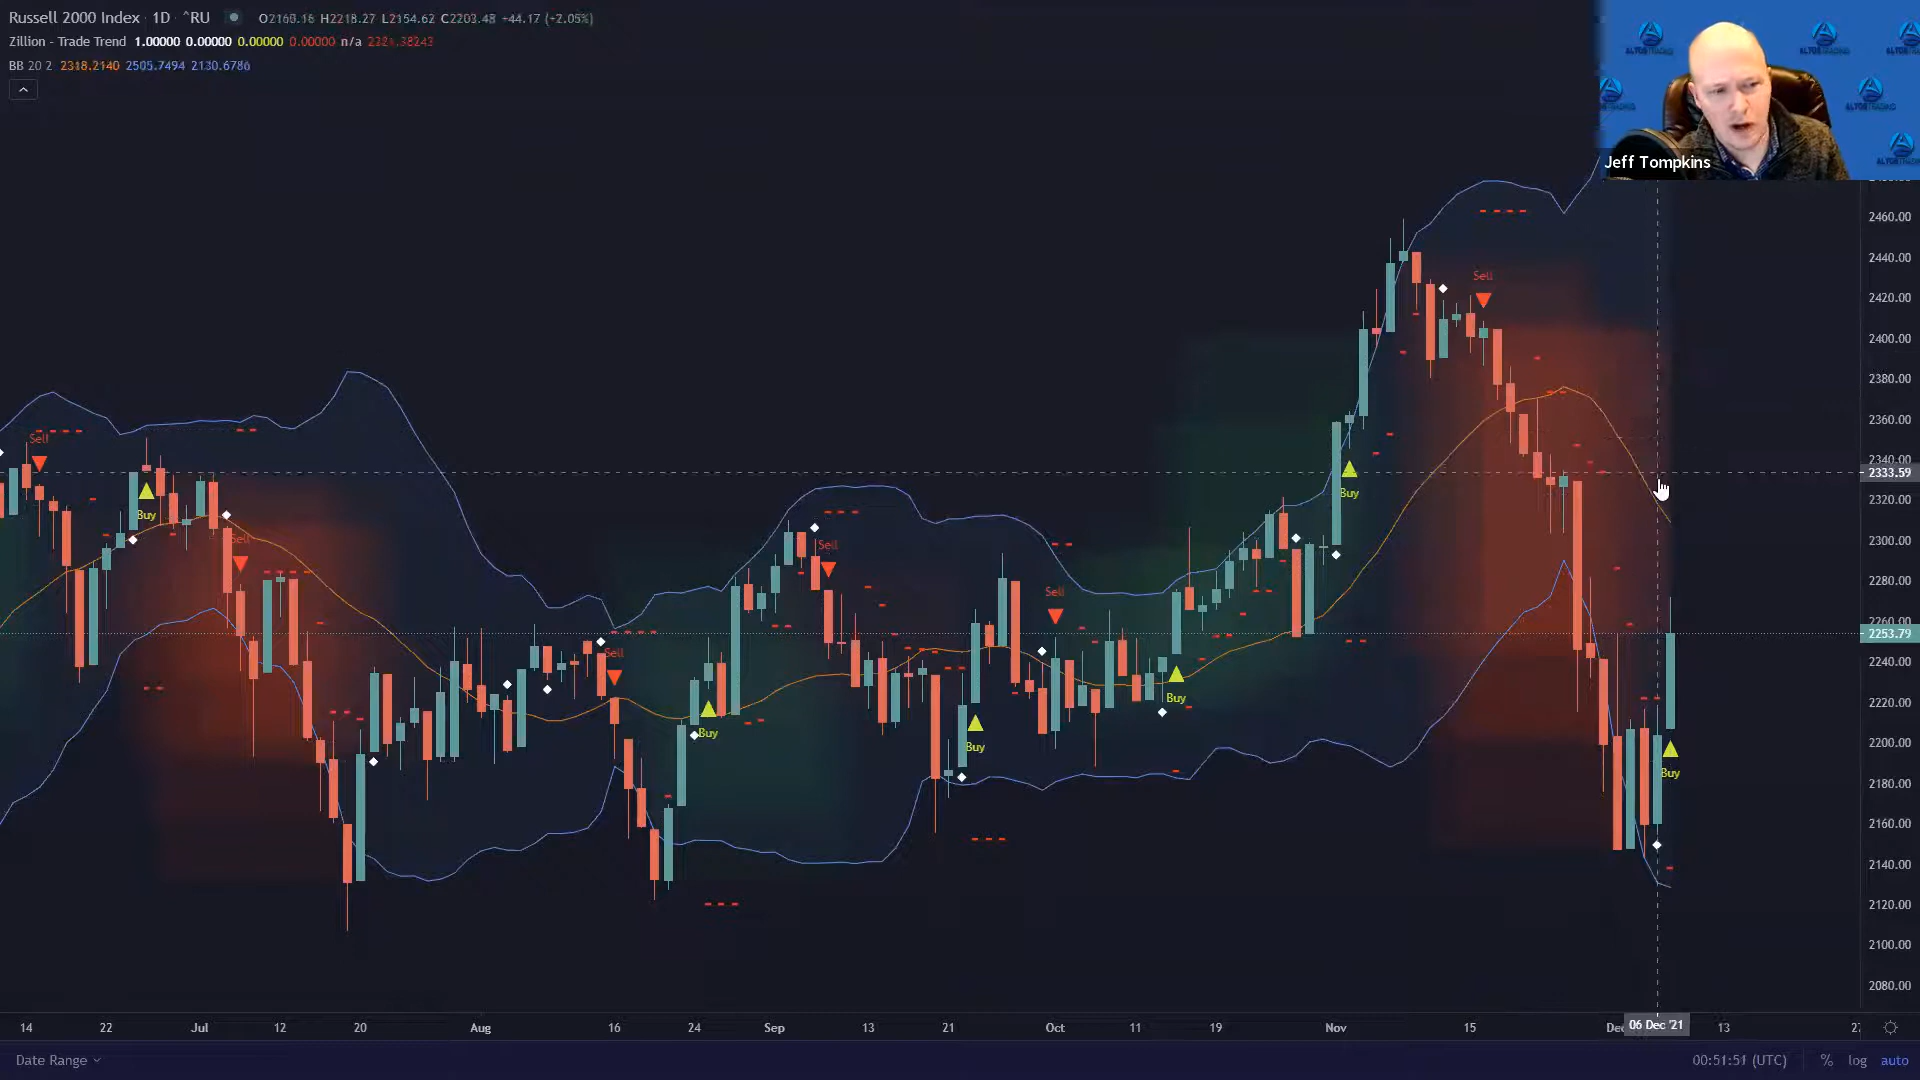 Russell 2000 Index · 1D · ^RU O2160.16 H2218.27 L2154.62 C2203.48 +44.17 (+2.05%)
Zillion - Trade Trend 1.00000 0.00000 0.00000 0.00000 n/a
BB 20 2 2318.2140 2505.7494 2130.6786
Jeff Tompkins
2460.00
2440.00
2420.00
2400.00
2380.00
2360.00
2340.00
2333.59
2320.00
2300.00
2280.00
2260.00
2253.79
2240.00
2220.00
2200.00
2180.00
2160.00
2140.00
2120.00
2100.00
2080.00
Sell
Sell
Sell
Buy
Buy
Sell
Sell
Sell
Sell
Buy
Buy
Buy
Buy
Buy
14 22 Jul 12 20 Aug 16 24 Sep 13 21 Oct 11 19 Nov 15 De 06 Dec '21 13
Date Range
00:51:51 (UTC) % log auto